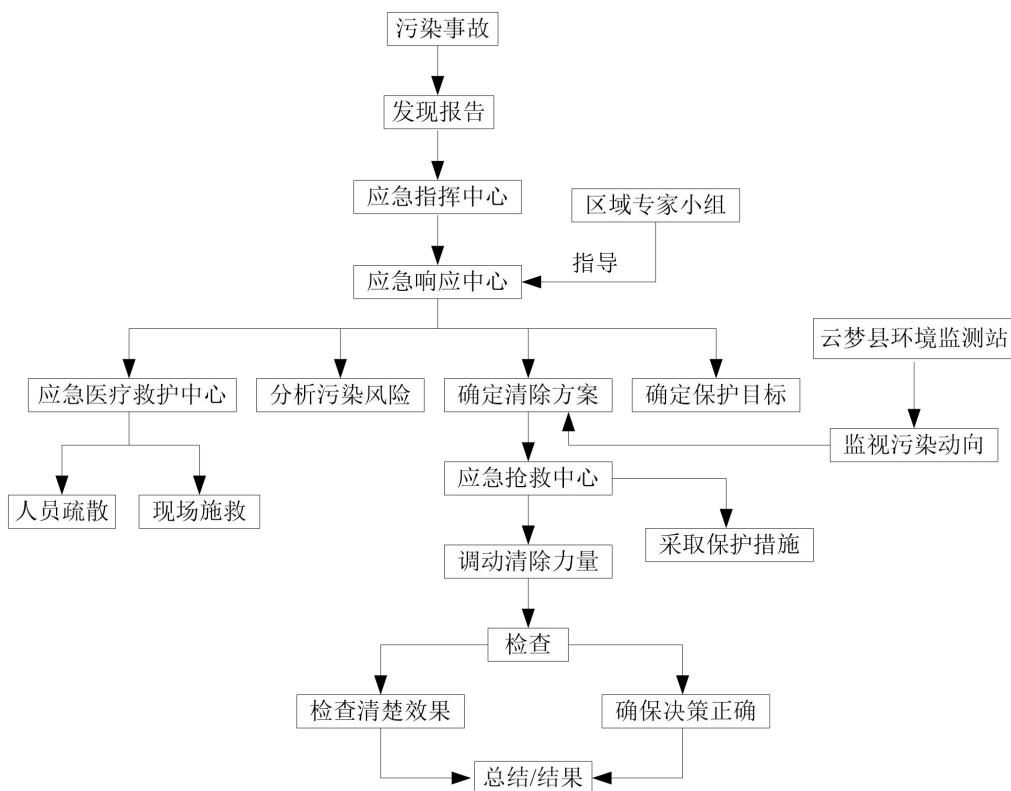 污染事故
发现报告
应急指挥中心
区域专家小组
指导
应急响应中心
云梦县环境监测站
应急医疗救护中心
分析污染风险
确定清除方案
确定保护目标
监视污染动向
应急抢救中心
人员疏散
现场施救
采取保护措施
调动清除力量
检查
检查清楚效果
确保决策正确
总结/结果